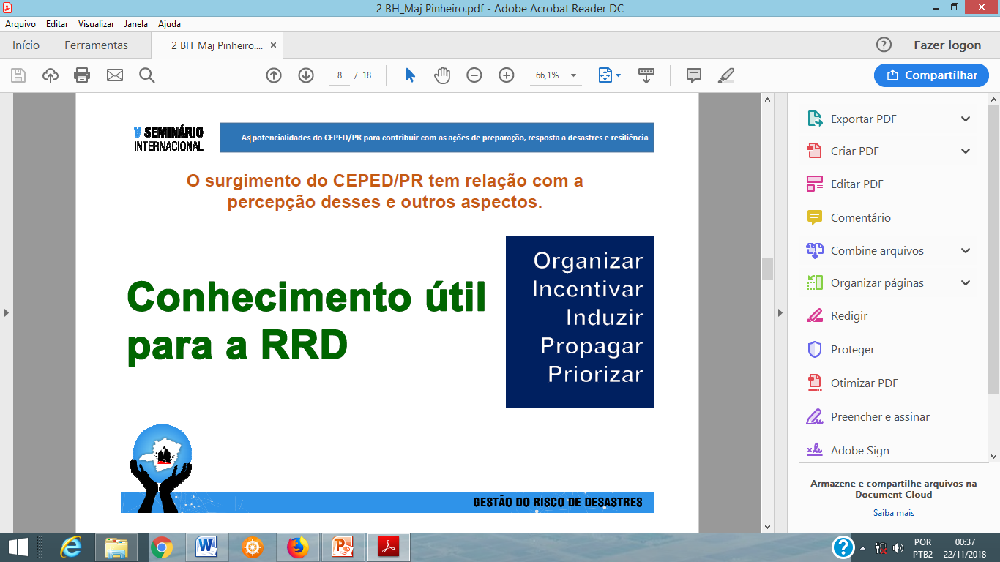 2 BH_Maj Pinheiro.pdf - Adobe Acrobat Reader DC
Arquivo Editar Visualizar Janela Ajuda
Início Ferramentas 2 BH_Maj Pinheiro.... Fazer logon
8 / 18 66,1% Compartilhar
V SEMINÁRIO
INTERNACIONAL
As potencialidades do CEPED/PR para contribuir com as ações de preparação, resposta a desastres e resiliência
O surgimento do CEPED/PR tem relação com a
percepção desses e outros aspectos.
Conhecimento útil
para a RRD
Organizar
Incentivar
Induzir
Propagar
Priorizar
GESTÃO DO RISCO DE DESASTRES
Exportar PDF
Criar PDF
Editar PDF
Comentário
Combine arquivos
Organizar páginas
Redigir
Proteger
Otimizar PDF
Preencher e assinar
Adobe Sign
Armazene e compartilhe arquivos na
Document Cloud
Saiba mais
POR 00:37
PTB2 22/11/2018